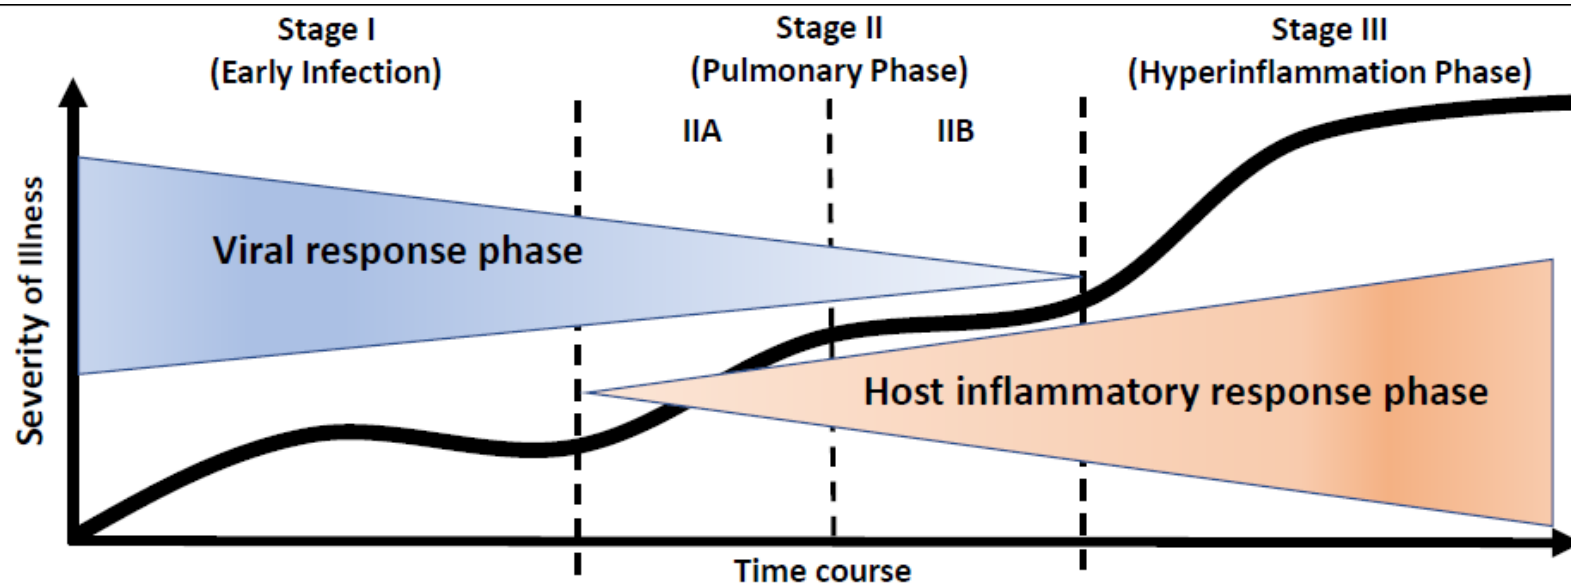 Stage I
(Early Infection)
Stage II
(Pulmonary Phase)
Stage III
(Hyperinflammation Phase)
IIA
IIB
Severity of Illness
Viral response phase
Host inflammatory response phase
Time course